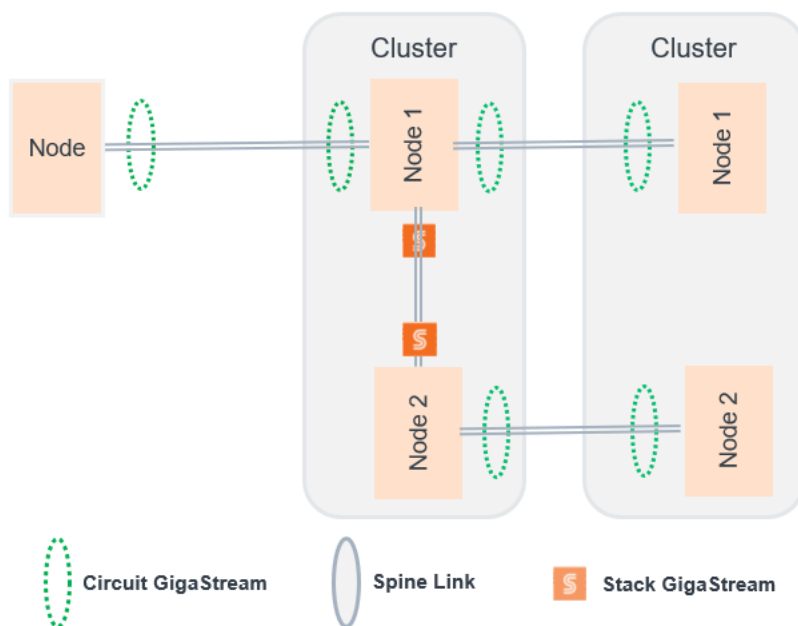 Cluster
Cluster
Node
Node 1
Node 1
S
S
Node 2
Node 2
Circuit GigaStream
Spine Link
S
Stack GigaStream